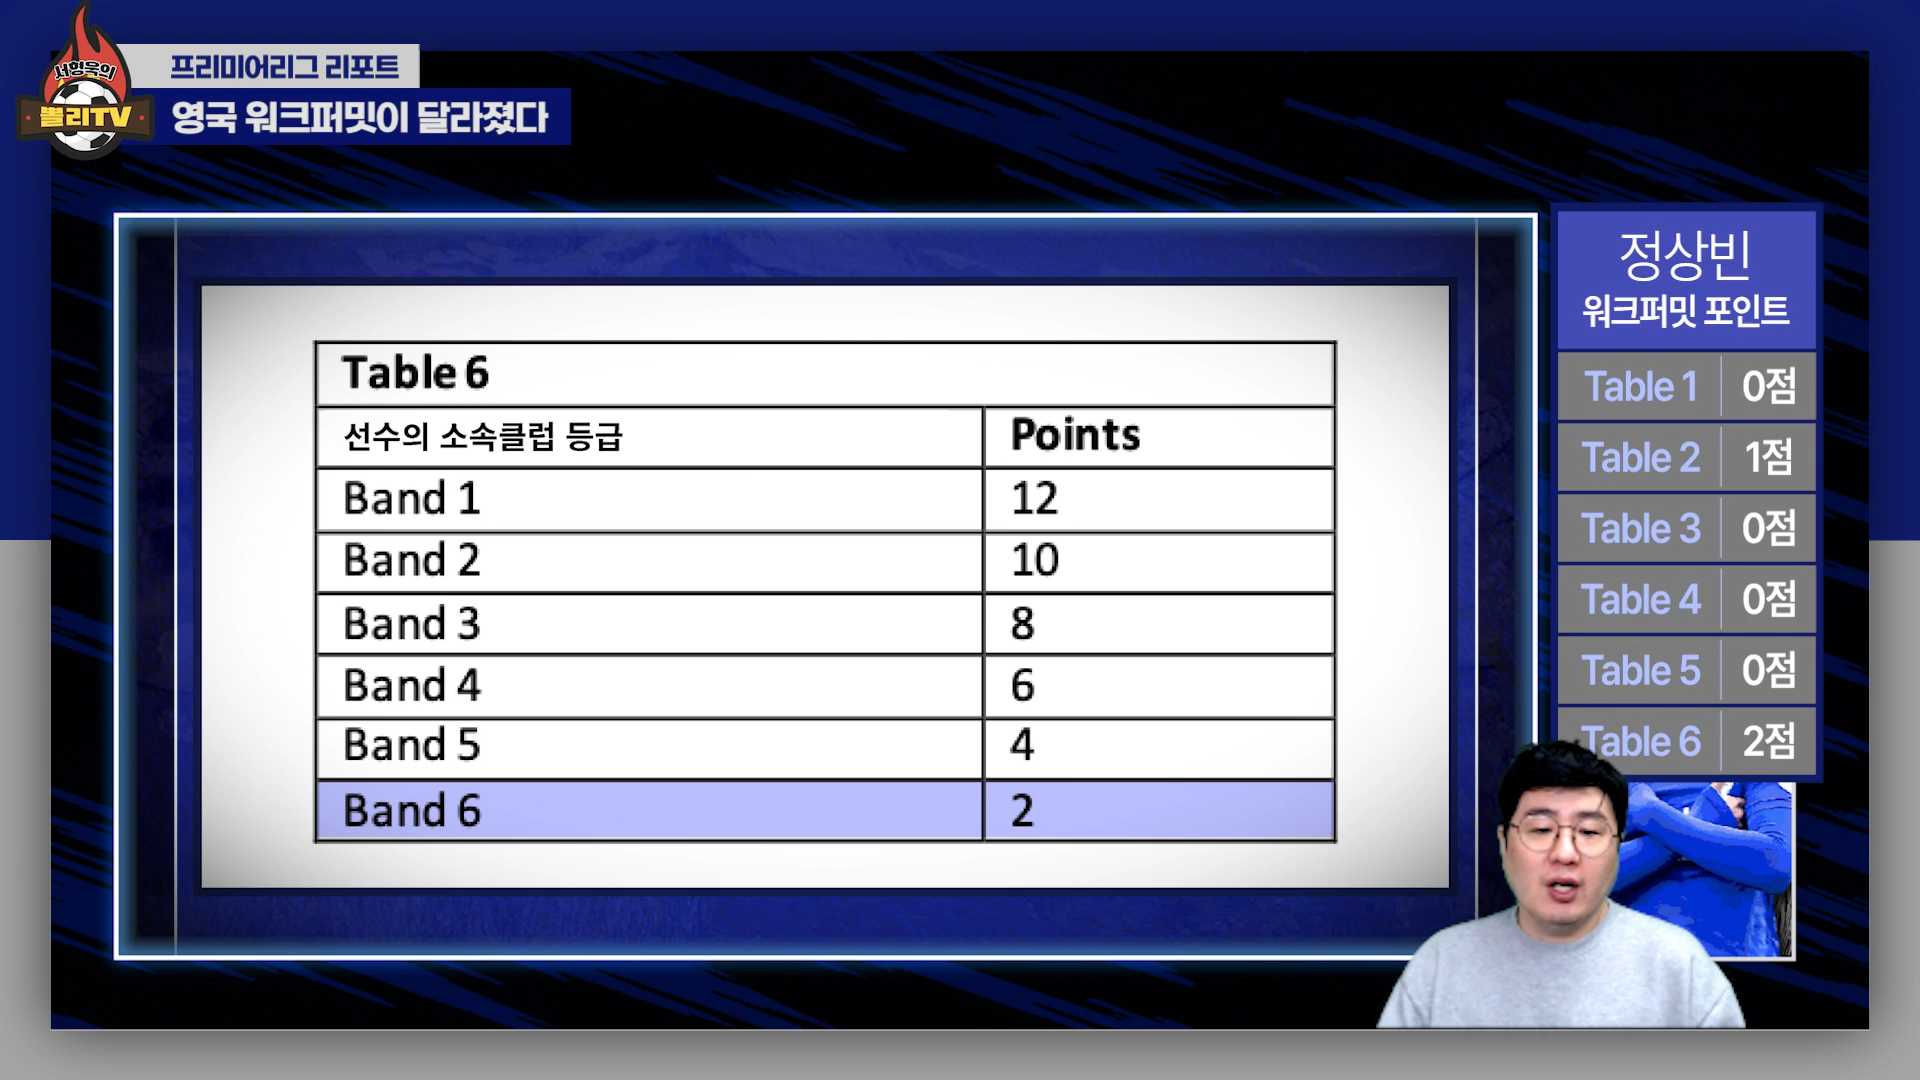 서형욱의
뽈리TV
프리미어리그 리포트
영국 워크퍼밋이 달라졌다
Table 6
선수의 소속클럽 등급 Points
Band 1 12
Band 2 10
Band 3 8
Band 4 6
Band 5 4
Band 6 2
정상빈
워크퍼밋 포인트
Table 1 0점
Table 2 1점
Table 3 0점
Table 4 0점
Table 5 0점
Table 6 2점